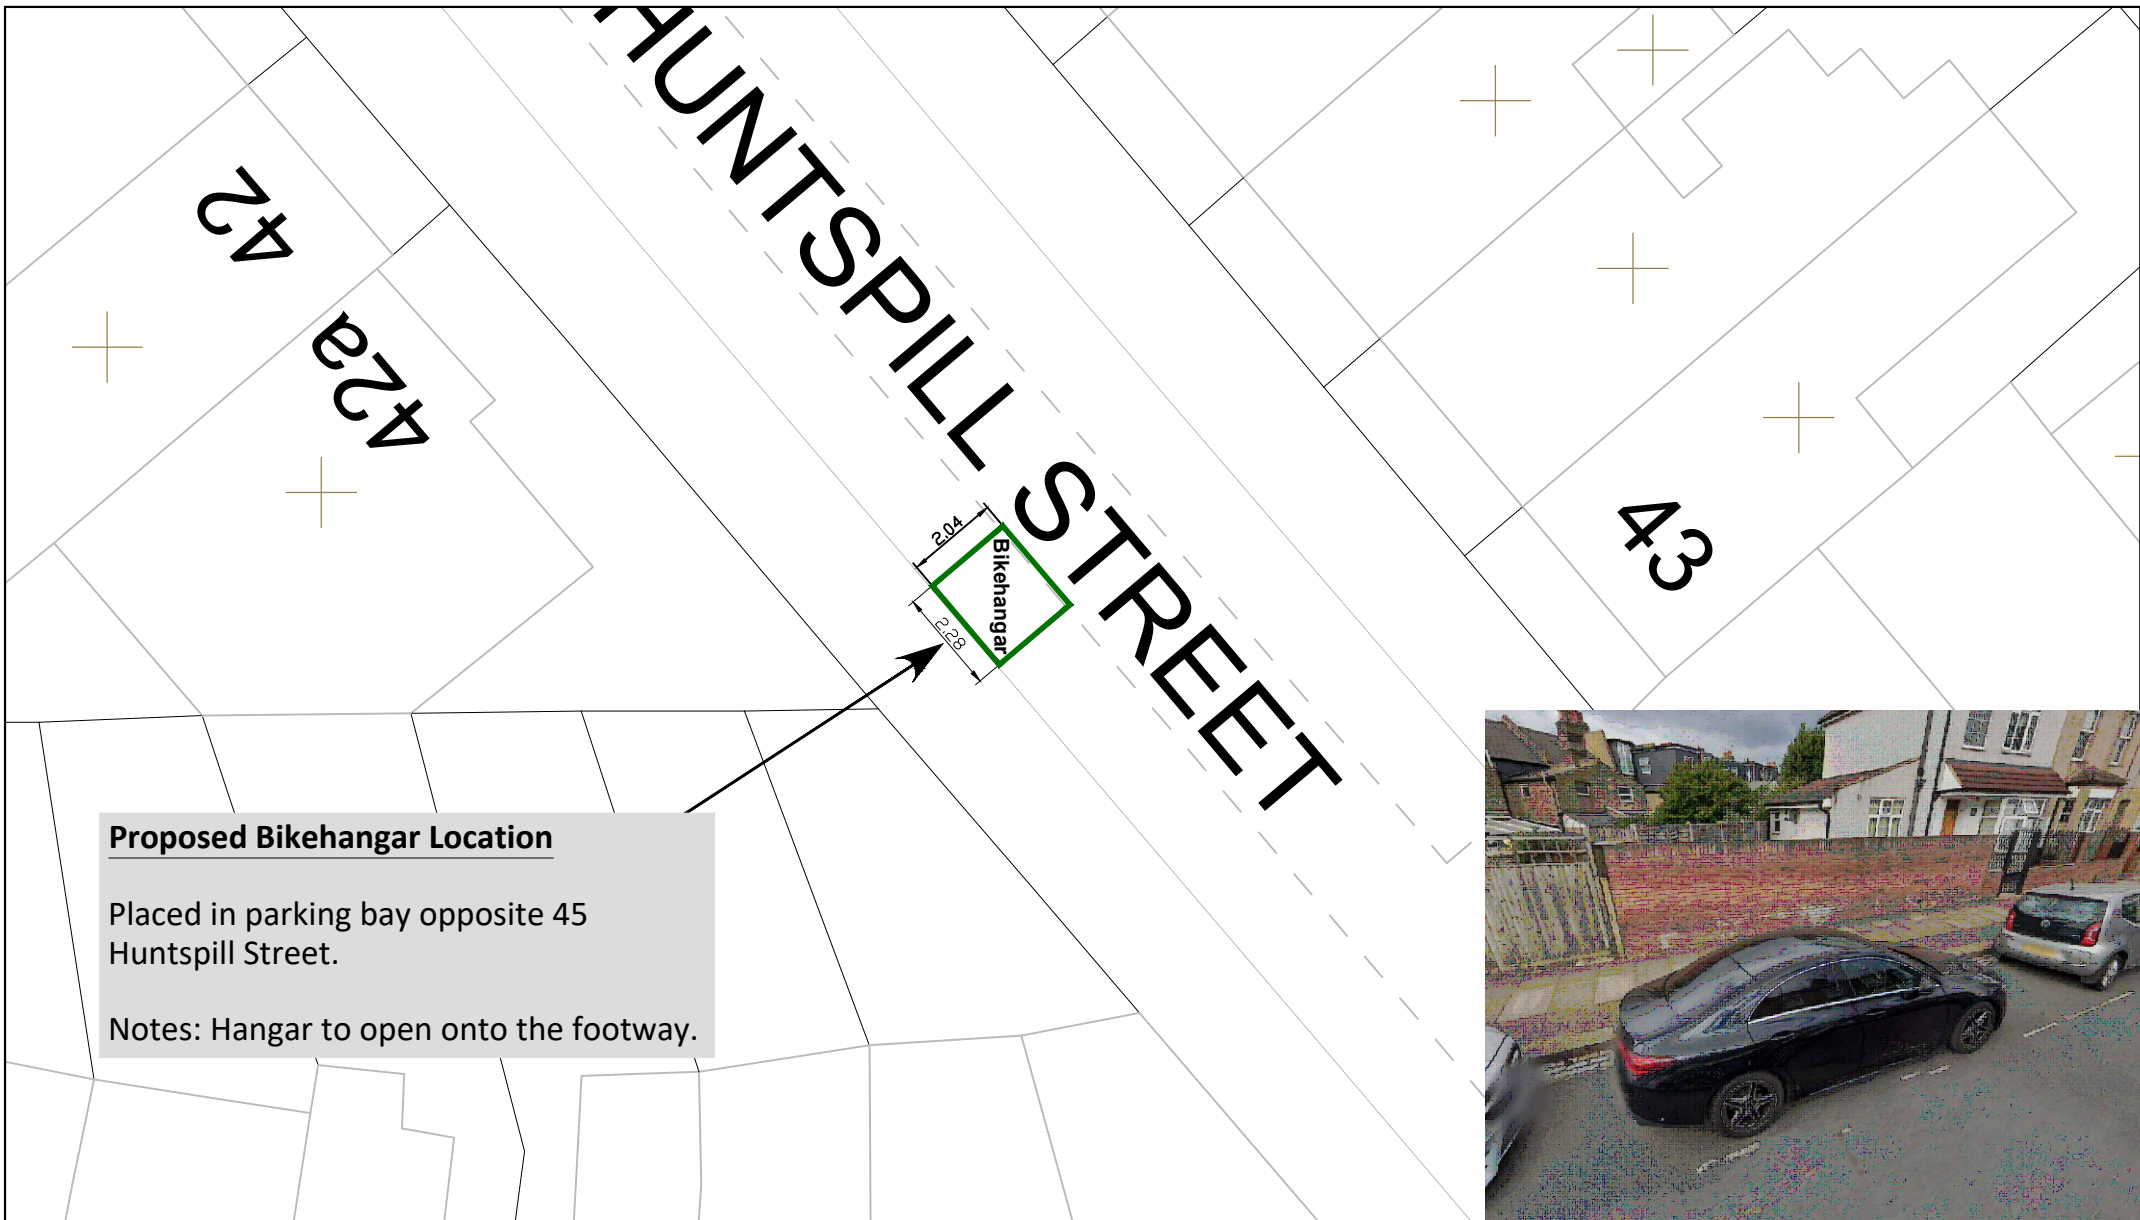 HUNTSPILL STREET
42
42a
43
2.04
2.28
Bikehangar
Proposed Bikehangar Location
Placed in parking bay opposite 45
Huntspill Street.
Notes: Hangar to open onto the footway.